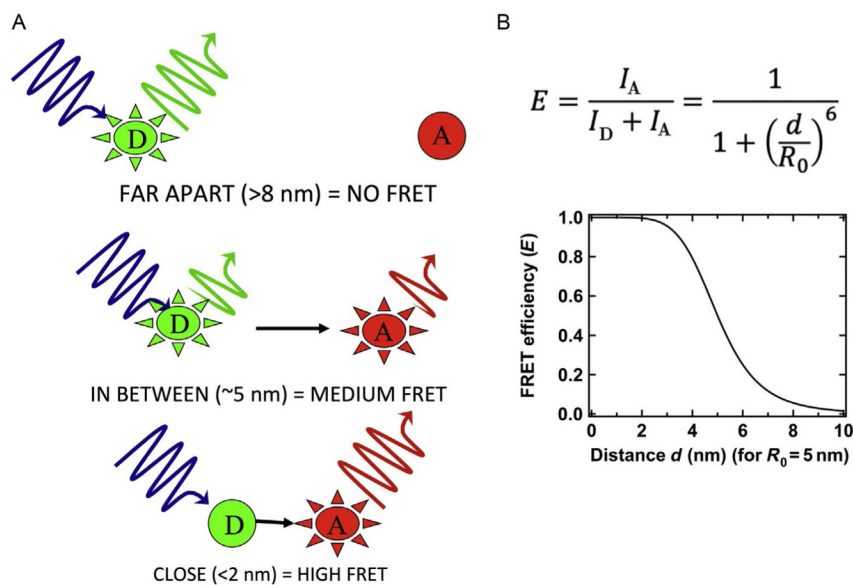 A
D
A
FAR APART (>8 nm) = NO FRET
D
A
IN BETWEEN (~5 nm) = MEDIUM FRET
D
A
CLOSE (<2 nm) = HIGH FRET
B
E = I_A / (I_D + I_A) = 1 / (1 + (d/R_0)^6)
FRET efficiency (E)
1.0
0.8
0.6
0.4
0.2
0.0
0 2 4 6 8 10
Distance d (nm) (for R_0 = 5 nm)